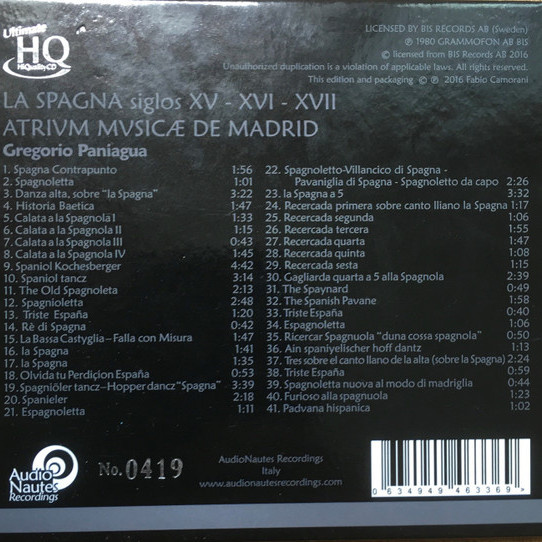 Ultimate
HQ
HiQualityCD
LICENSED BY BIS RECORDS AB (Sweden)
℗ 1980 GRAMMOFON AB BIS
© licensed from BIS Records AB 2016
Unauthorized duplication is a violation of applicable laws. All rights reserved.
This edition and packaging © ℗ 2016 Fabio Camorani
LA SPAGNA siglos XV - XVI - XVII
ATRIVM MVSICÆ DE MADRID
Gregorio Paniagua
1. Spagna Contrapunto 1:56
2. Spagnoletta 1:01
3. Danza alta, sobre "la Spagna" 3:22
4. Historia Baetica 1:47
5. Calata a la Spagnola I 1:33
6. Calata a la Spagnola II 1:15
7. Calata a la Spagnola III 0:43
8. Calata a la Spagnola IV 1:45
9. Spaniol Kochesberger 4:42
10. Spaniol tancz 3:14
11. The Old Spagnoleta 2:13
12. Spagnioletta 2:48
13. Triste España 1:20
14. Rè di Spagna 0:42
15. La Bassa Castyglia – Falla con Misura 1:47
16. la Spagna 1:41
17. la Spagna 1:35
18. Olvida tu Perdiçion España 0:53
19. Spagniöler tancz – Hopper dancz "Spagna" 3:39
20. Spanieler 2:18
21. Espagnoletta 1:11
22. Spagnoletto-Villancico di Spagna -
Pavaniglia di Spagna - Spagnoletto da capo 2:26
23. la Spagna a 5 3:32
24. Recercada primera sobre canto lliano la Spagna 1:17
25. Recercada segunda 1:06
26. Recercada tercera 1:55
27. Recercada quarta 1:47
28. Recercada quinta 1:08
29. Recercada sesta 1:15
30. Gagliarda quarta a 5 alla Spagnola 2:39
31. The Spaynard 0:49
32. The Spanish Pavane 1:58
33. Triste España 0:40
34. Espagnoletta 1:06
35. Ricercar Spagnuola "duna cossa spagnola" 0:50
36. Ain spaniyelischer hoff dantz 1:13
37. Tres sobre el canto llano de la alta (sobre la Spagna) 2:24
38. Triste España 0:59
39. Spagnoletta nuova al modo di madriglia 0:44
40. Furioso alla spagnuola 1:23
41. Padvana hispanica 1:02
Audio
Nautes
Recordings
No. 0419
AudioNautes Recordings
Italy
www.audionautesrecordings.com
0 634949 463369 >